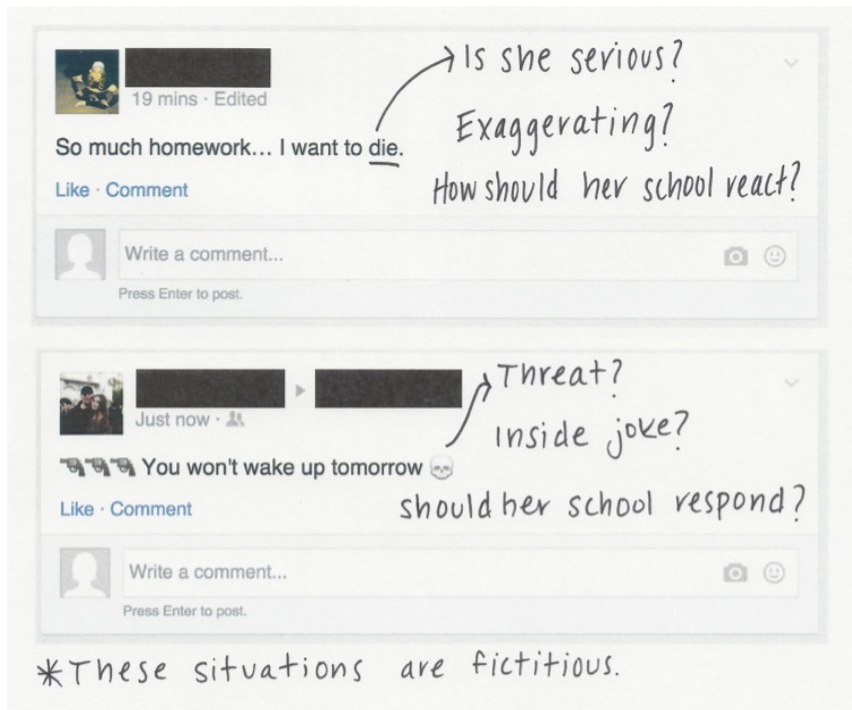 Is she serious?
19 mins · Edited
Exaggerating?
So much homework... I want to die.
How should her school react?
Like · Comment
Write a comment...
Press Enter to post.
Threat?
Just now ·
Inside joke?
🔫🔫🔫 You won't wake up tomorrow 💀
Like · Comment
should her school respond?
Write a comment...
Press Enter to post.
*These situations are fictitious.